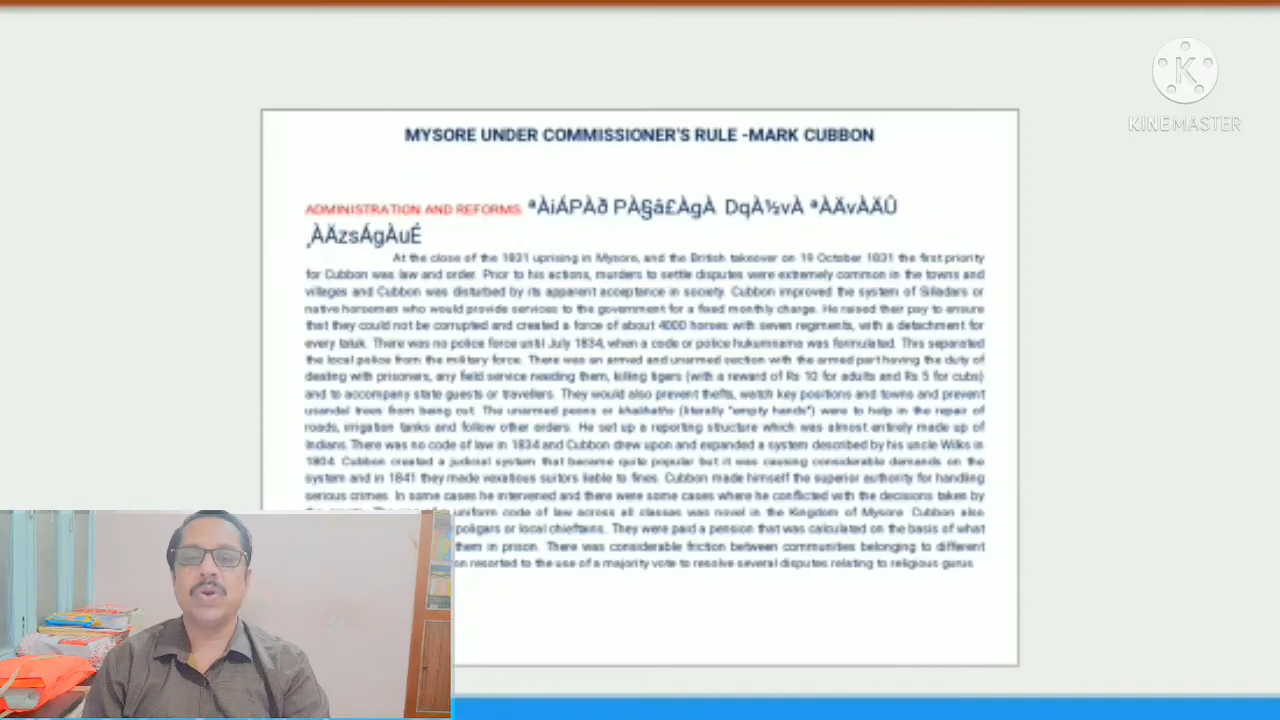 KINEMASTER
MYSORE UNDER COMMISSIONER'S RULE -MARK CUBBON
ADMINISTRATION AND REFORMS ªÀiÁPÀð PÀ§â£ÀgÀ DqÀ½vÀ ªÀÄvÀÄÛ
¸ÀÄzsÁgÀuÉ
At the close of the 1831 uprising in Mysore, and the British takeover on 19 October 1831 the first priority
for Cubbon was law and order. Prior to his actions, murders to settle disputes were extremely common in the towns and
villages and Cubbon was disturbed by its apparent acceptance in society. Cubbon improved the system of Silladars or
native horsemen who would provide services to the government for a fixed monthly charge. He raised their pay to ensure
that they could not be corrupted and created a force of about 4000 horses with seven regiments, with a detachment for
every taluk. There was no police force until July 1834, when a code or police hukumnama was formulated. This separated
the local police from the military force. There was an armed and unarmed section with the armed part having the duty of
dealing with prisoners, any field service needing them, killing tigers (with a reward of Rs 10 for adults and Rs 5 for cubs)
and to accompany state guests or travellers. They would also prevent thefts, watch key positions and towns and prevent
trees from being cut. The unarmed peons or (literally "empty hands") were to help in the repair of
roads, irrigation tanks and follow other orders. He set up a reporting structure which was almost entirely made up of
Indians. There was no code of law in 1834 and Cubbon drew upon and expanded a system described by his uncle Wilks in
1804. Cubbon created a judicial system that became quite popular but it was causing considerable demands on the
system and in 1841 they made vexatious suitors liable to fines. Cubbon made himself the superior authority for handling
serious crimes. In some cases he intervened and there were some cases where he conflicted with the decisions taken by
uniform code of law across all classes was novel in the Kingdom of Mysore. Cubbon also
poligars or local chieftains. They were paid a pension that was calculated on the basis of what
them in prison. There was considerable friction between communities belonging to different
on resorted to the use of a majority vote to resolve several disputes relating to religious gurus